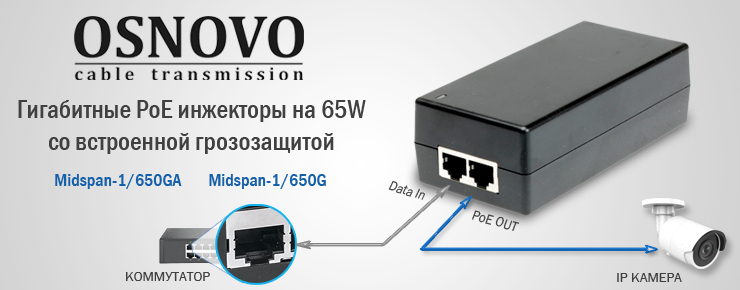 OSNOVO
cable transmission
Гигабитные PoE инжекторы на 65W
со встроенной грозозащитой
Midspan-1/650GA Midspan-1/650G
Data In
PoE OUT
КОММУТАТОР
IP КАМЕРА